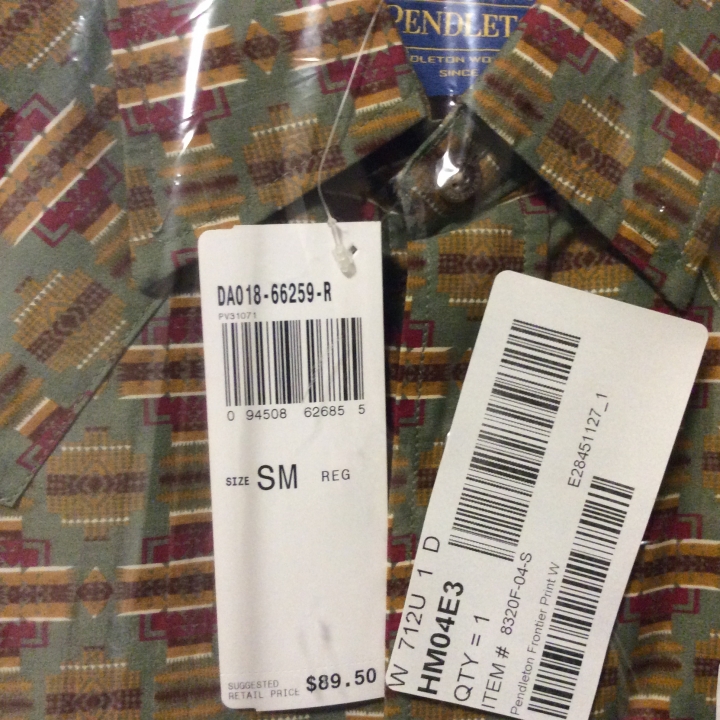 PENDLET
DLETON WO
SINCE
DA018-66259-R
PV31071
0 94508 62685 5
SIZE SM REG
SUGGESTED
RETAIL PRICE $89.50
E28451127_1
W 712U 1 D
HM04E3
QTY = 1
ITEM # 8320F-04-S
Pendleton Frontier Print W